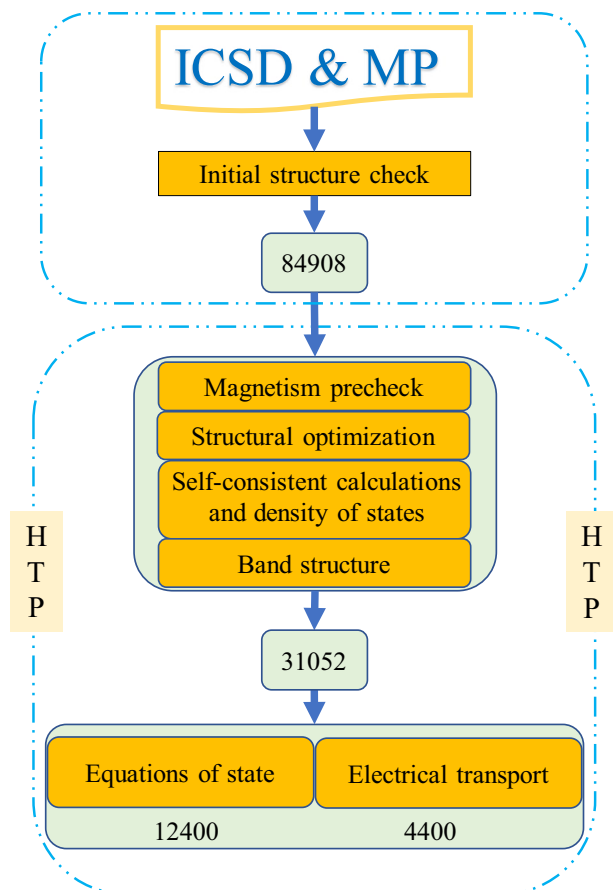 ICSD & MP
Initial structure check
84908
Magnetism precheck
Structural optimization
Self-consistent calculations
and density of states
Band structure
H
T
P
H
T
P
31052
Equations of state
Electrical transport
12400
4400